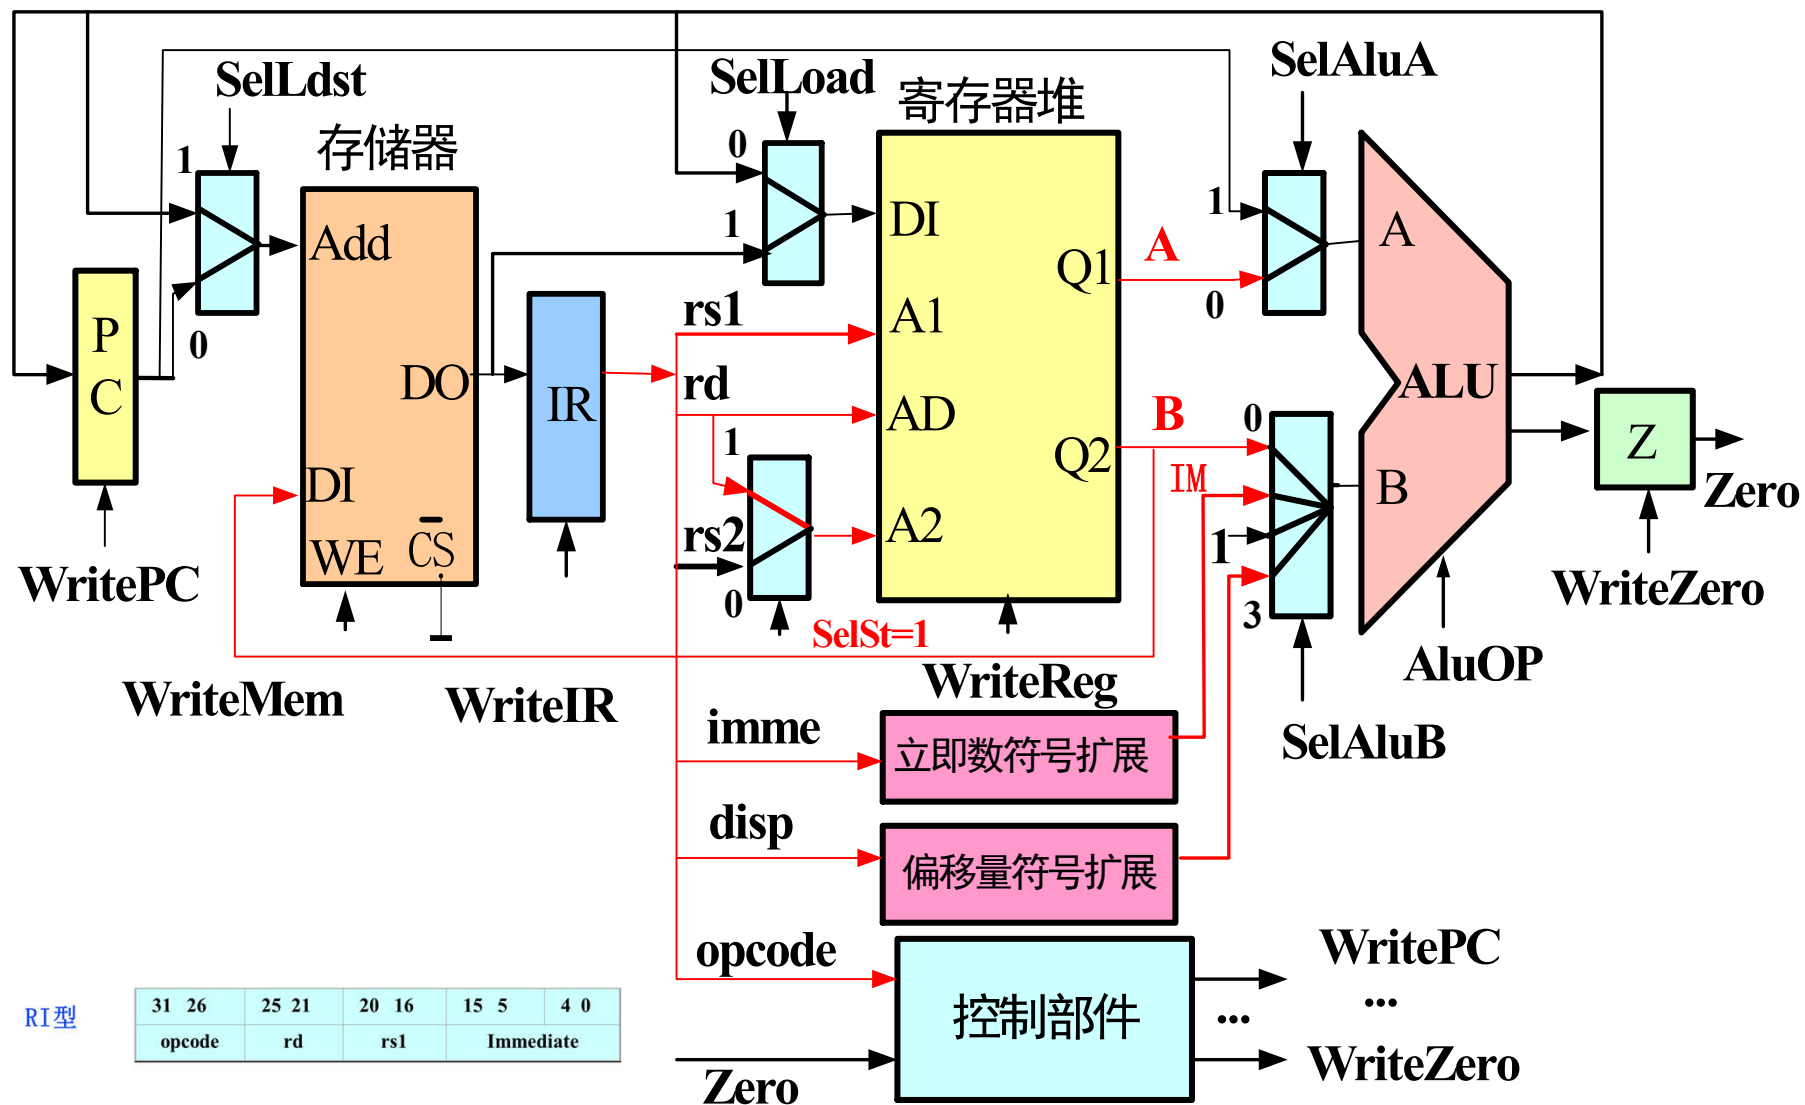 SelLdst
SelLoad
寄存器堆
SelAluA
存储器
1
0
1
0
1
0
Add
DI
A
A
Q1
P
C
rs1
A1
DO
IR
rd
AD
ALU
B
0
Z
1
Q2
IM
B
DI
Zero
rs2
A2
1
WE
CS
0
3
WritePC
SelSt=1
WriteZero
AluOP
WriteMem
WriteIR
WriteReg
SelAluB
imme
立即数符号扩展
disp
偏移量符号扩展
opcode
控制部件
WritePC
...
...
WriteZero
Zero
RI型
31 26 25 21 20 16 15 5 4 0
opcode rd rs1 Immediate